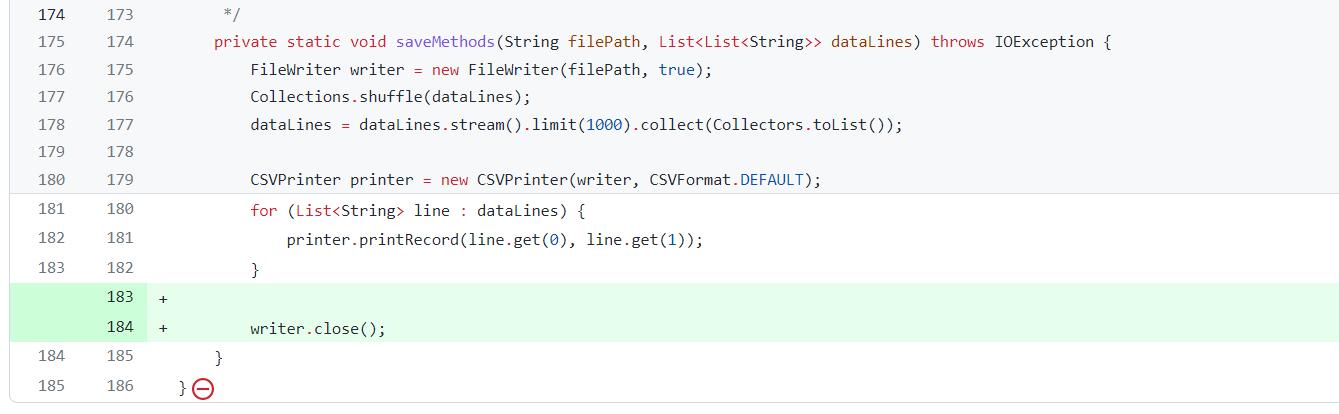 174 173 */
175 174 private static void saveMethods(String filePath, List<List<String>> dataLines) throws IOException {
176 175 FileWriter writer = new FileWriter(filePath, true);
177 176 Collections.shuffle(dataLines);
178 177 dataLines = dataLines.stream().limit(1000).collect(Collectors.toList());
179 178
180 179 CSVPrinter printer = new CSVPrinter(writer, CSVFormat.DEFAULT);
181 180 for (List<String> line : dataLines) {
182 181 printer.printRecord(line.get(0), line.get(1));
183 182 }
183 +
184 + writer.close();
184 185 }
185 186 }